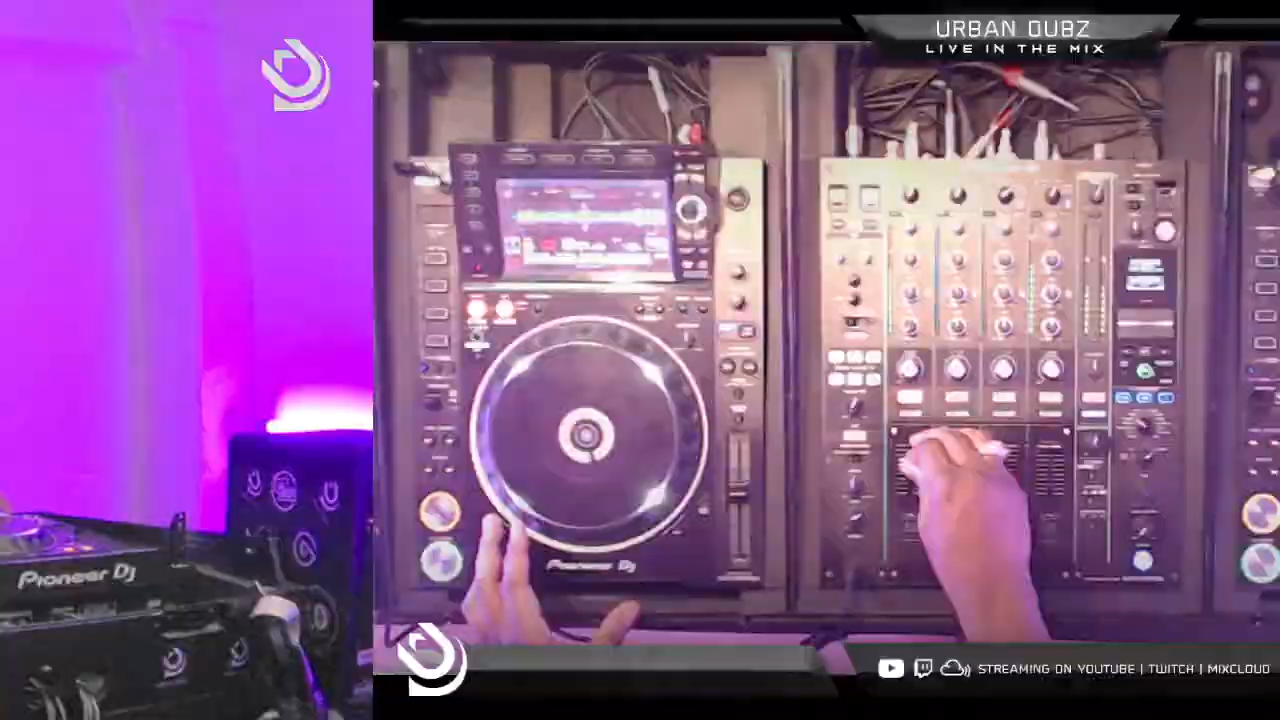 URBAN DUBZ
LIVE IN THE MIX
Pioneer Dj
Pioneer Dj
STREAMING ON YOUTUBE | TWITCH | MIXCLOUD